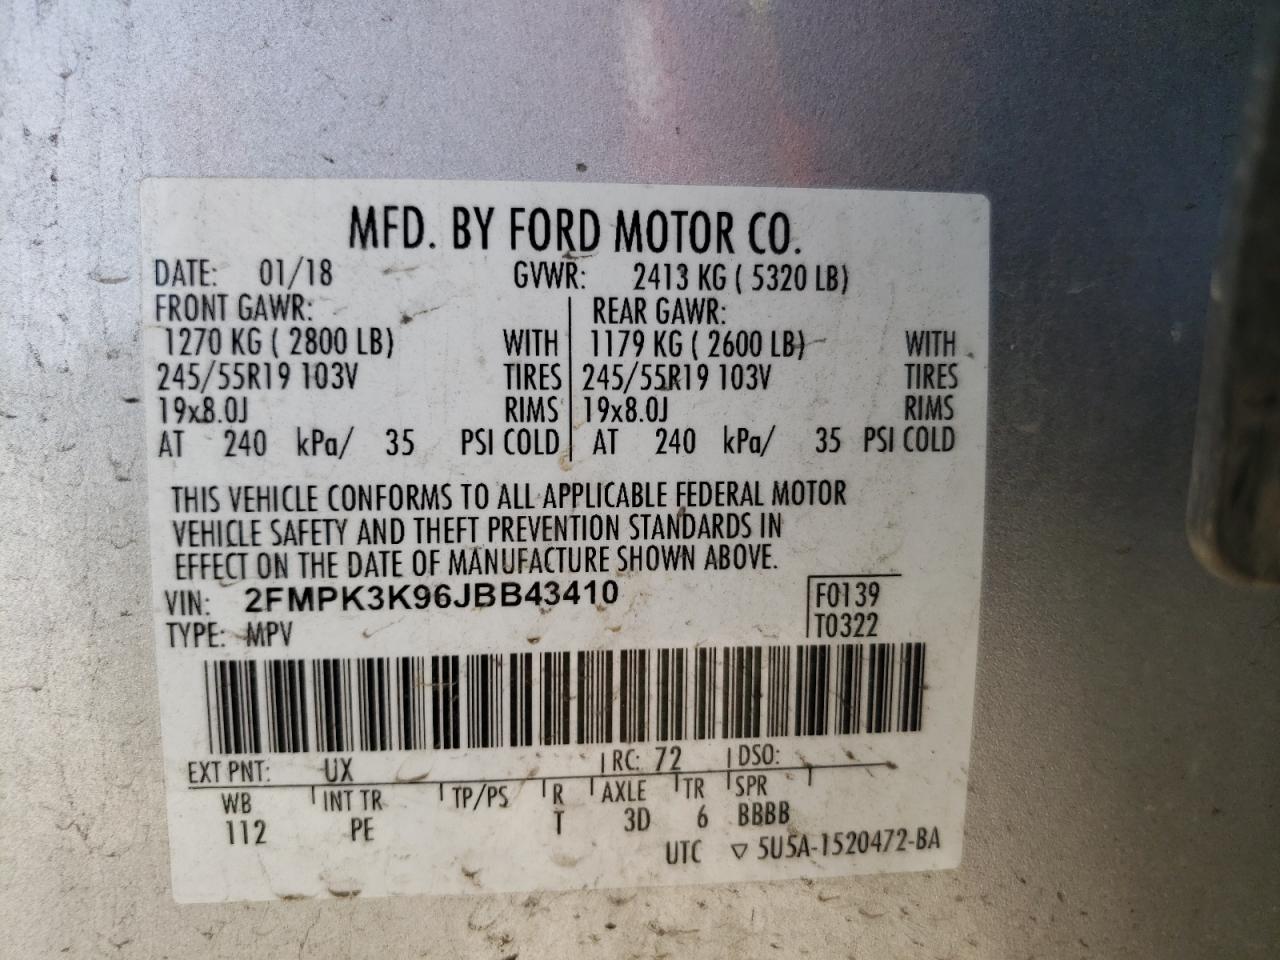 MFD. BY FORD MOTOR CO.
DATE: 01/18 GVWR: 2413 KG ( 5320 LB)
FRONT GAWR: REAR GAWR:
1270 KG ( 2800 LB) WITH 1179 KG ( 2600 LB) WITH
245/55R19 103V TIRES 245/55R19 103V TIRES
19x8.0J RIMS 19x8.0J RIMS
AT 240 kPa/ 35 PSI COLD AT 240 kPa/ 35 PSI COLD
THIS VEHICLE CONFORMS TO ALL APPLICABLE FEDERAL MOTOR
VEHICLE SAFETY AND THEFT PREVENTION STANDARDS IN
EFFECT ON THE DATE OF MANUFACTURE SHOWN ABOVE.
VIN: 2FMPK3K96JBB43410 F0139
TYPE: MPV T0322
EXT PNT: UX RC: 72 DSO:
WB INT TR TP/PS R AXLE TR SPR
112 PE T 3D 6 BBBB
UTC ▽ 5U5A-1520472-BA